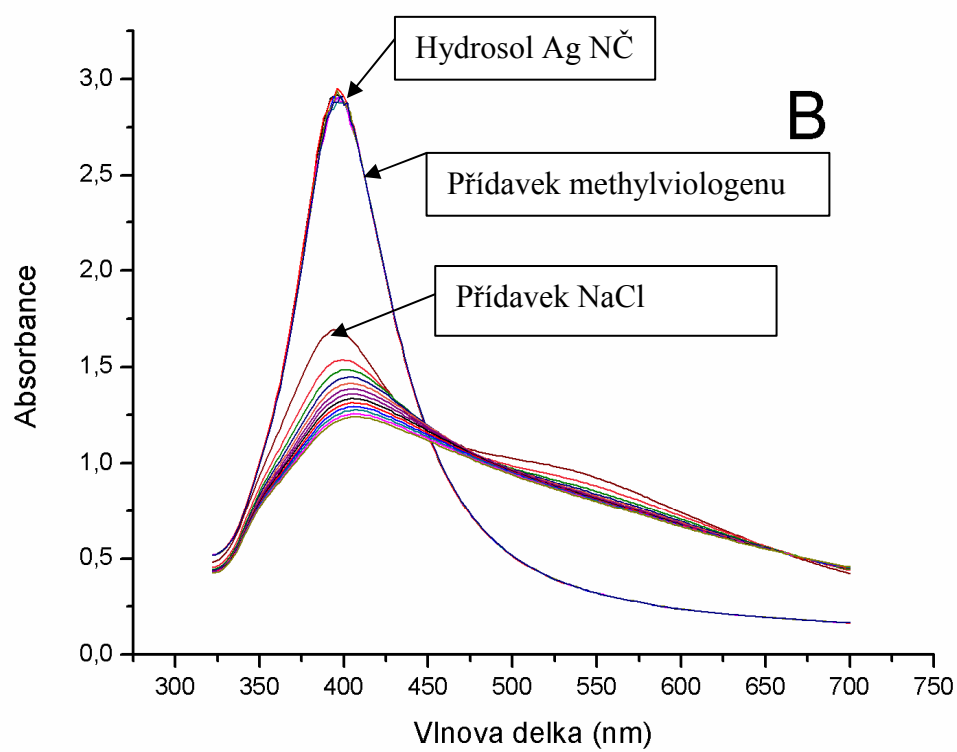 Hydrosol Ag NČ
B
Přídavek methylviologenu
Přídavek NaCl
Absorbance
3,0
2,5
2,0
1,5
1,0
0,5
0,0
300 350 400 450 500 550 600 650 700 750
Vlnova delka (nm)